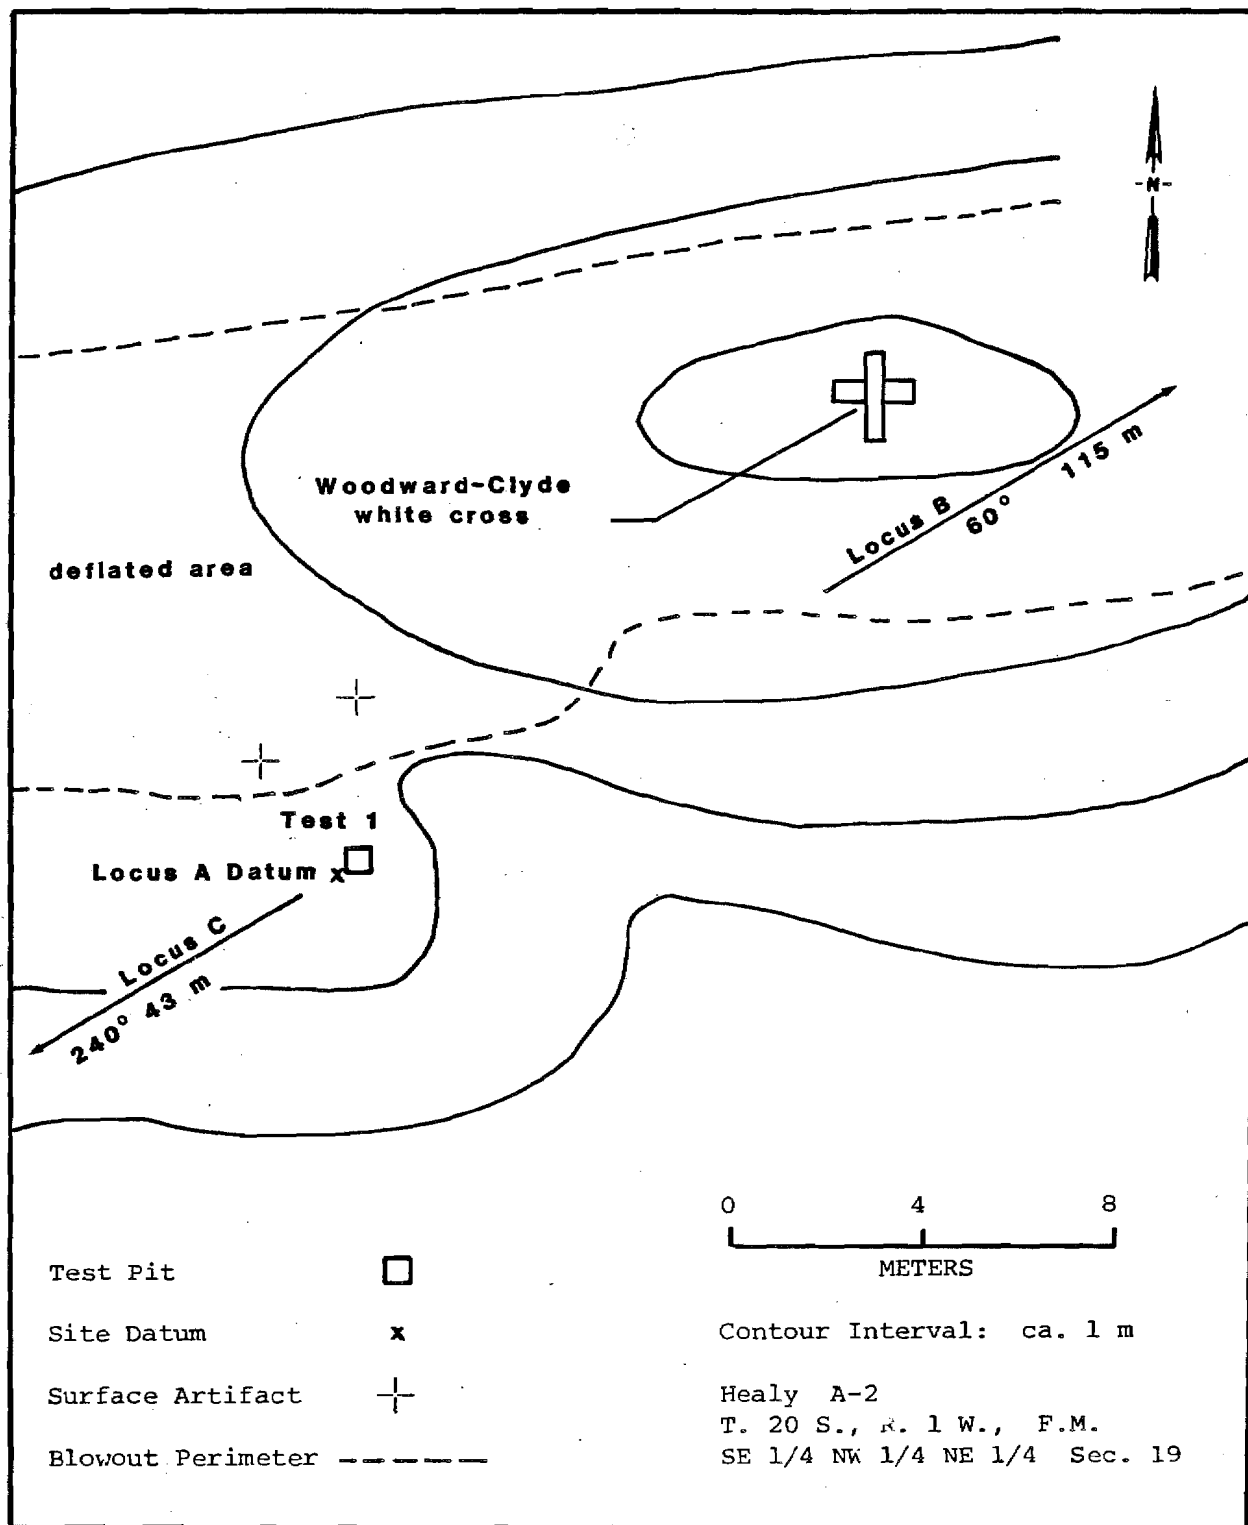 -N-
Woodward-Clyde
white cross
Locus B
60° 115 m
deflated area
Test 1
Locus A Datum x
Locus C
240° 43 m
0 4 8
METERS
Test Pit
Site Datum x
Contour Interval: ca. 1 m
Surface Artifact
Healy A-2
T. 20 S., R. 1 W., F.M.
Blowout Perimeter
SE 1/4 NW 1/4 NE 1/4 Sec. 19